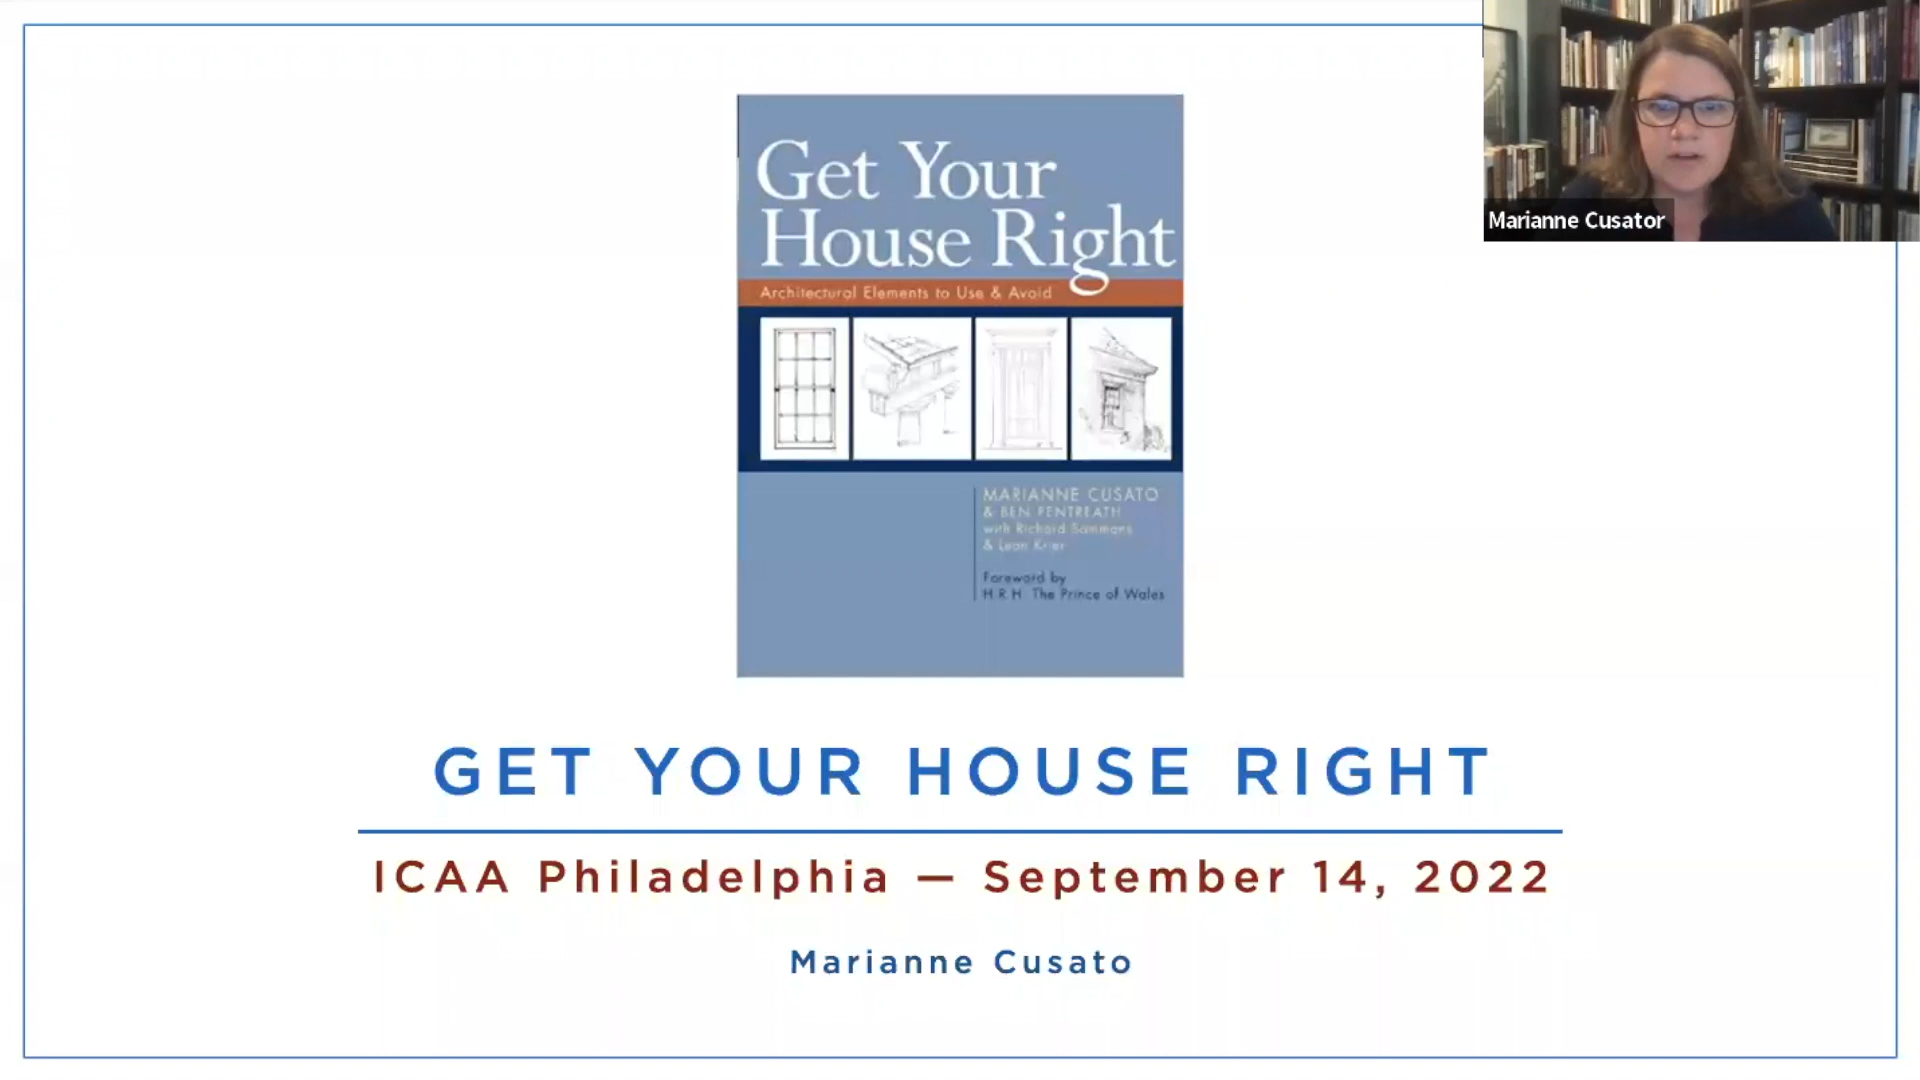 Get Your
House Right
Architectural Elements to Use & Avoid
MARIANNE CUSATO
& BEN PENTREATH
with Richard Sammons
& Leon Krier
Foreword by
H.R.H. The Prince of Wales
Marianne Cusator
GET YOUR HOUSE RIGHT
ICAA Philadelphia — September 14, 2022
Marianne Cusato